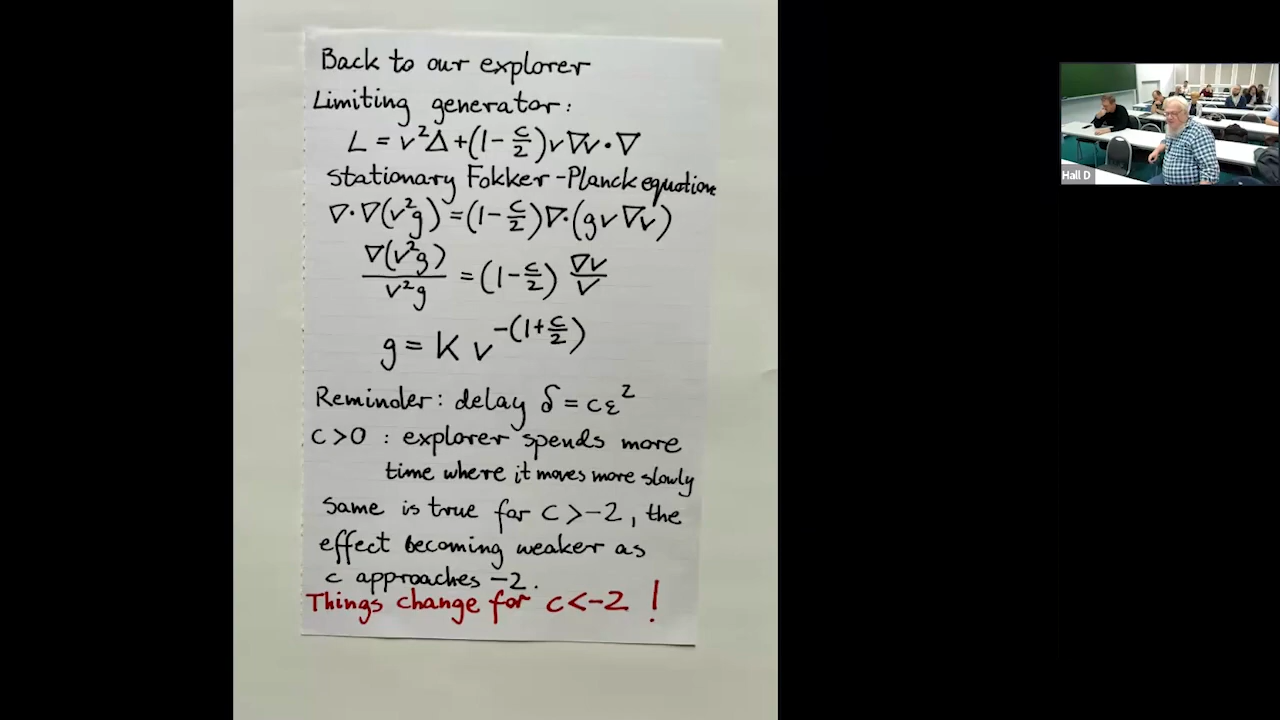 Back to our explorer
Limiting generator:
L = v²Δ + (1 - c/2) v∇v • ∇
stationary Fokker-Planck equation
∇·∇(v²g) = (1 - c/2) ∇·(gv∇v)
∇(v²g)/v²g = (1 - c/2) ∇v/v
g = K v^-(1 + c/2)
Reminder: delay δ = cε²
c > 0 : explorer spends more
time where it moves more slowly
Same is true for c > -2, the
effect becoming weaker as
c approaches -2.
Things change for c < -2 !
Hall D